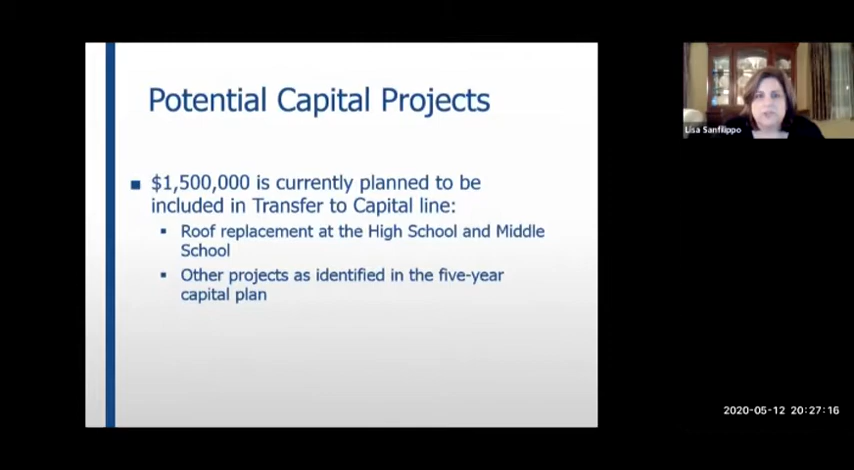 Potential Capital Projects
■ $1,500,000 is currently planned to be
included in Transfer to Capital line:
▪ Roof replacement at the High School and Middle
School
▪ Other projects as identified in the five-year
capital plan
Lisa Sanfilippo
2020-05-12 20:27:16